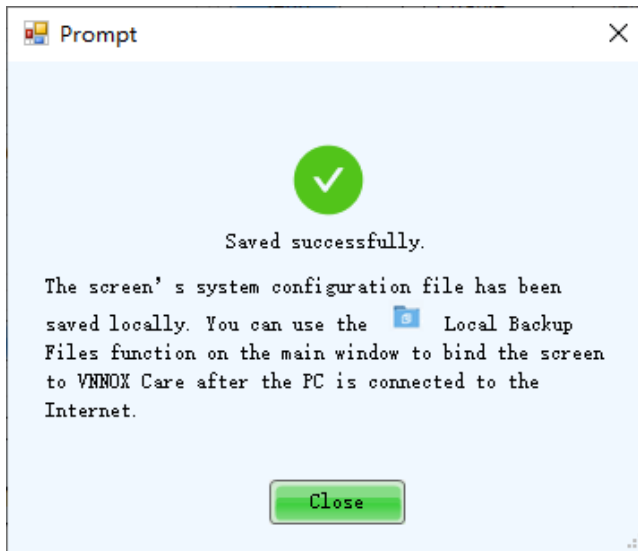 Prompt
Saved successfully.
The screen's system configuration file has been
saved locally. You can use the Local Backup
Files function on the main window to bind the screen
to VNNOX Care after the PC is connected to the
Internet.
Close